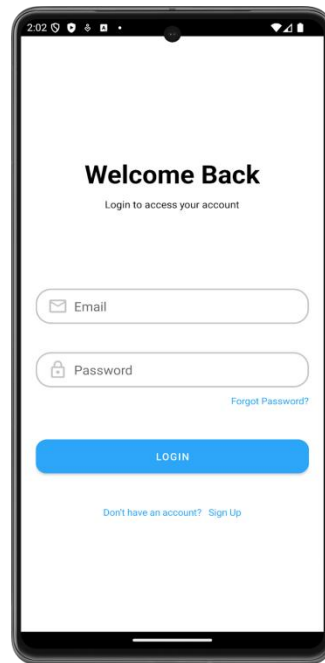 2:02
Welcome Back
Login to access your account
Email
Password
Forgot Password?
LOGIN
Don't have an account? Sign Up